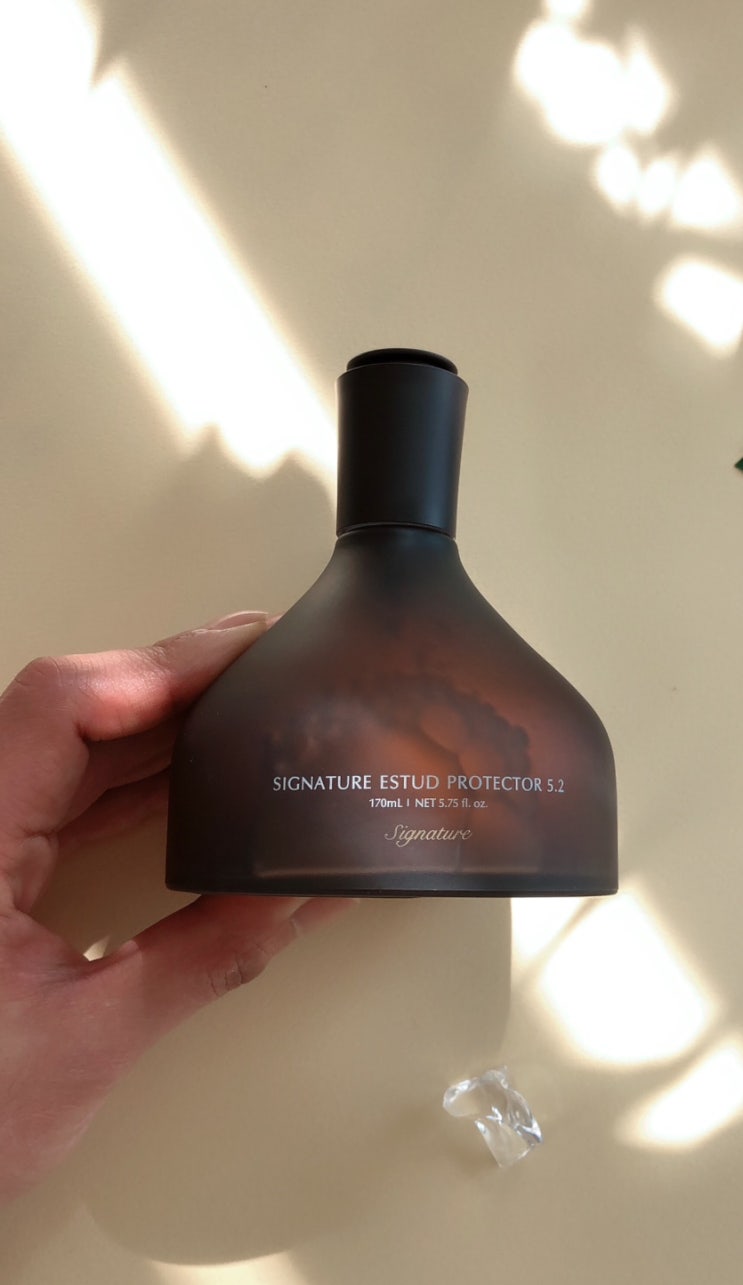 SIGNATURE ESTUD PROTECTOR 5.2
170mL I NET 5.75 fl. oz.
Signature